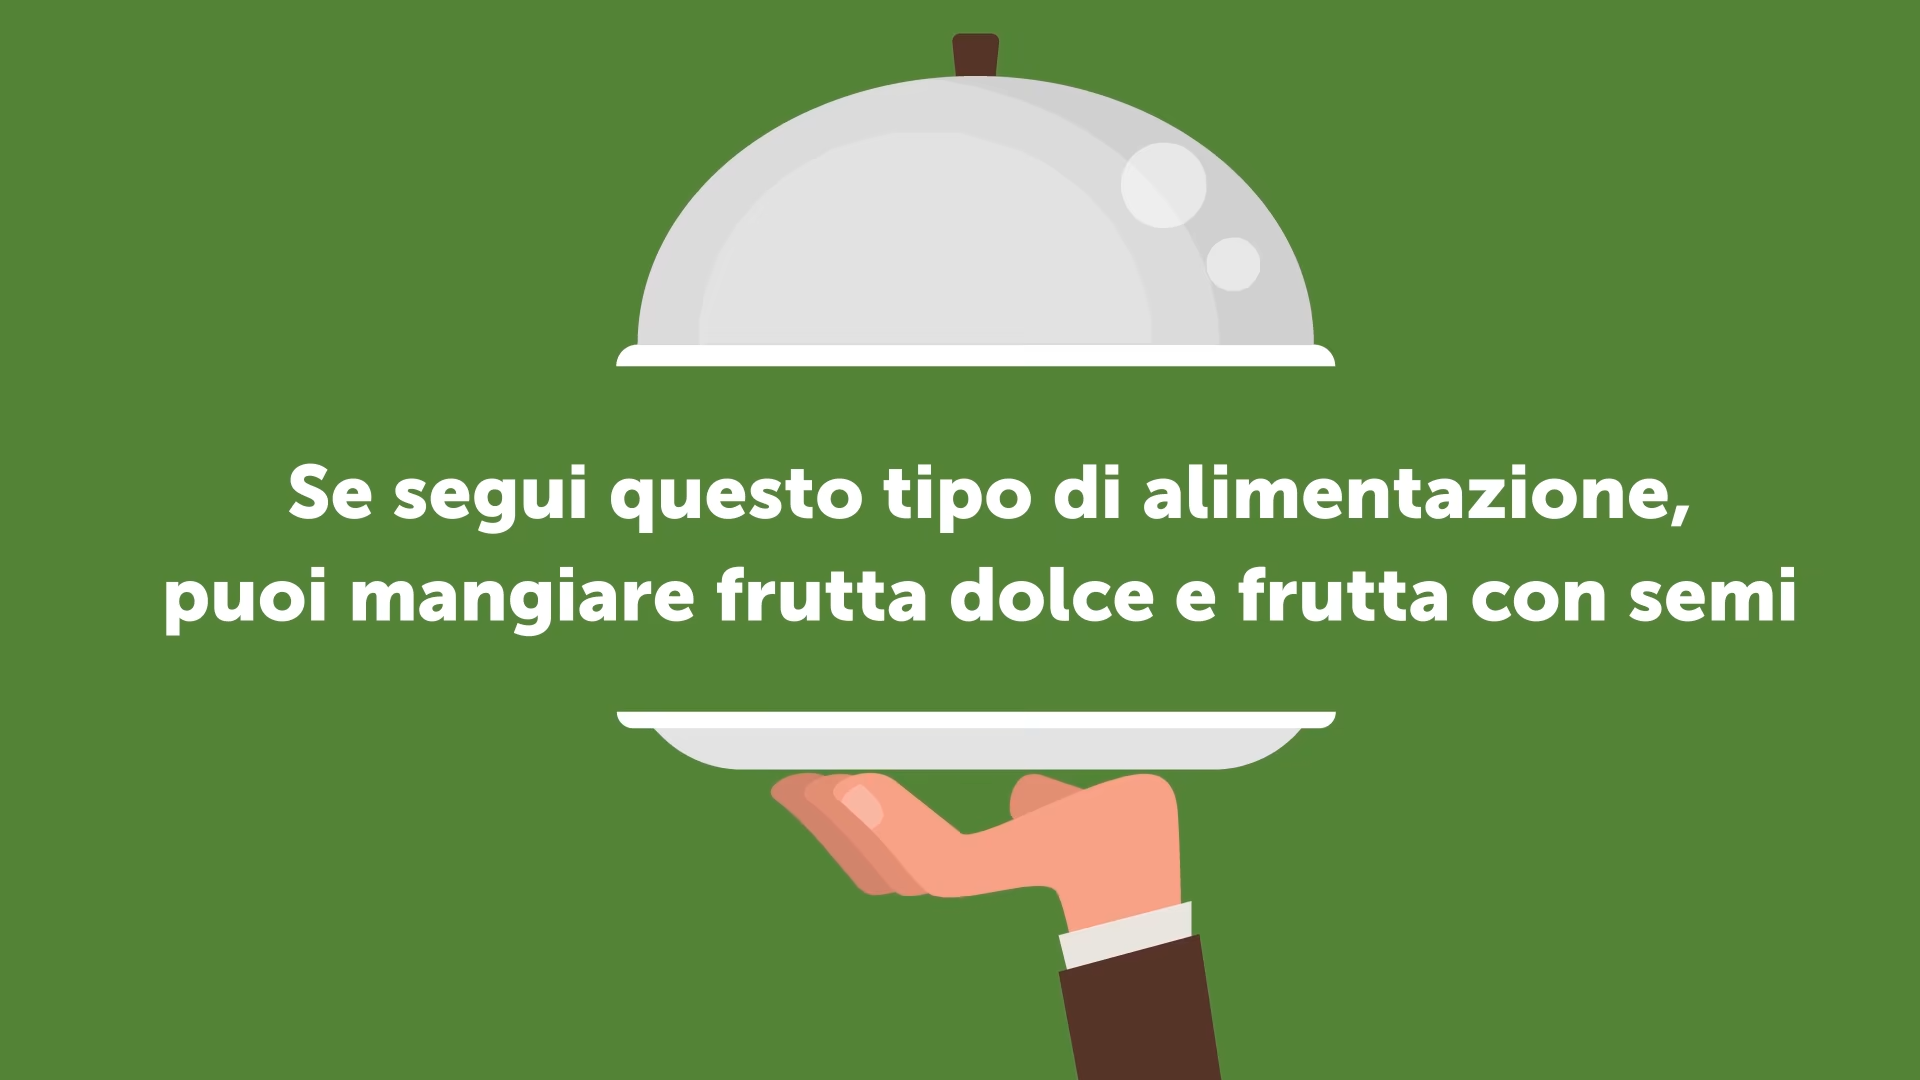 Se segui questo tipo di alimentazione,
puoi mangiare frutta dolce e frutta con semi